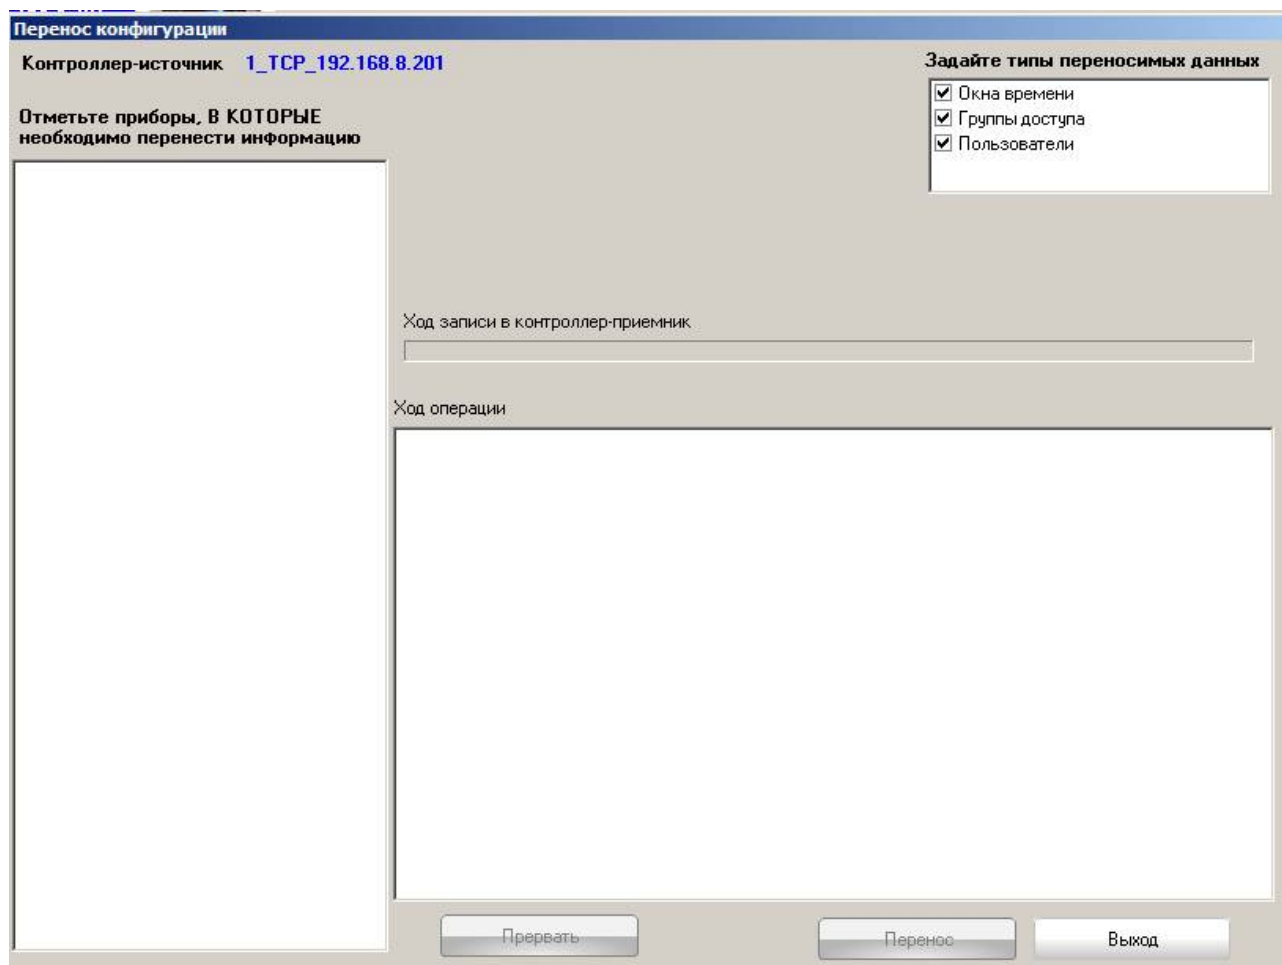 Перенос конфигурации
Контроллер-источник 1_TCP_192.168.8.201
Задайте типы переносимых данных
Окна времени
Группы доступа
Пользователи
Отметьте приборы, В КОТОРЫЕ
необходимо перенести информацию
Ход записи в контроллер-приемник
Ход операции
Прервать
Перенос
Выход